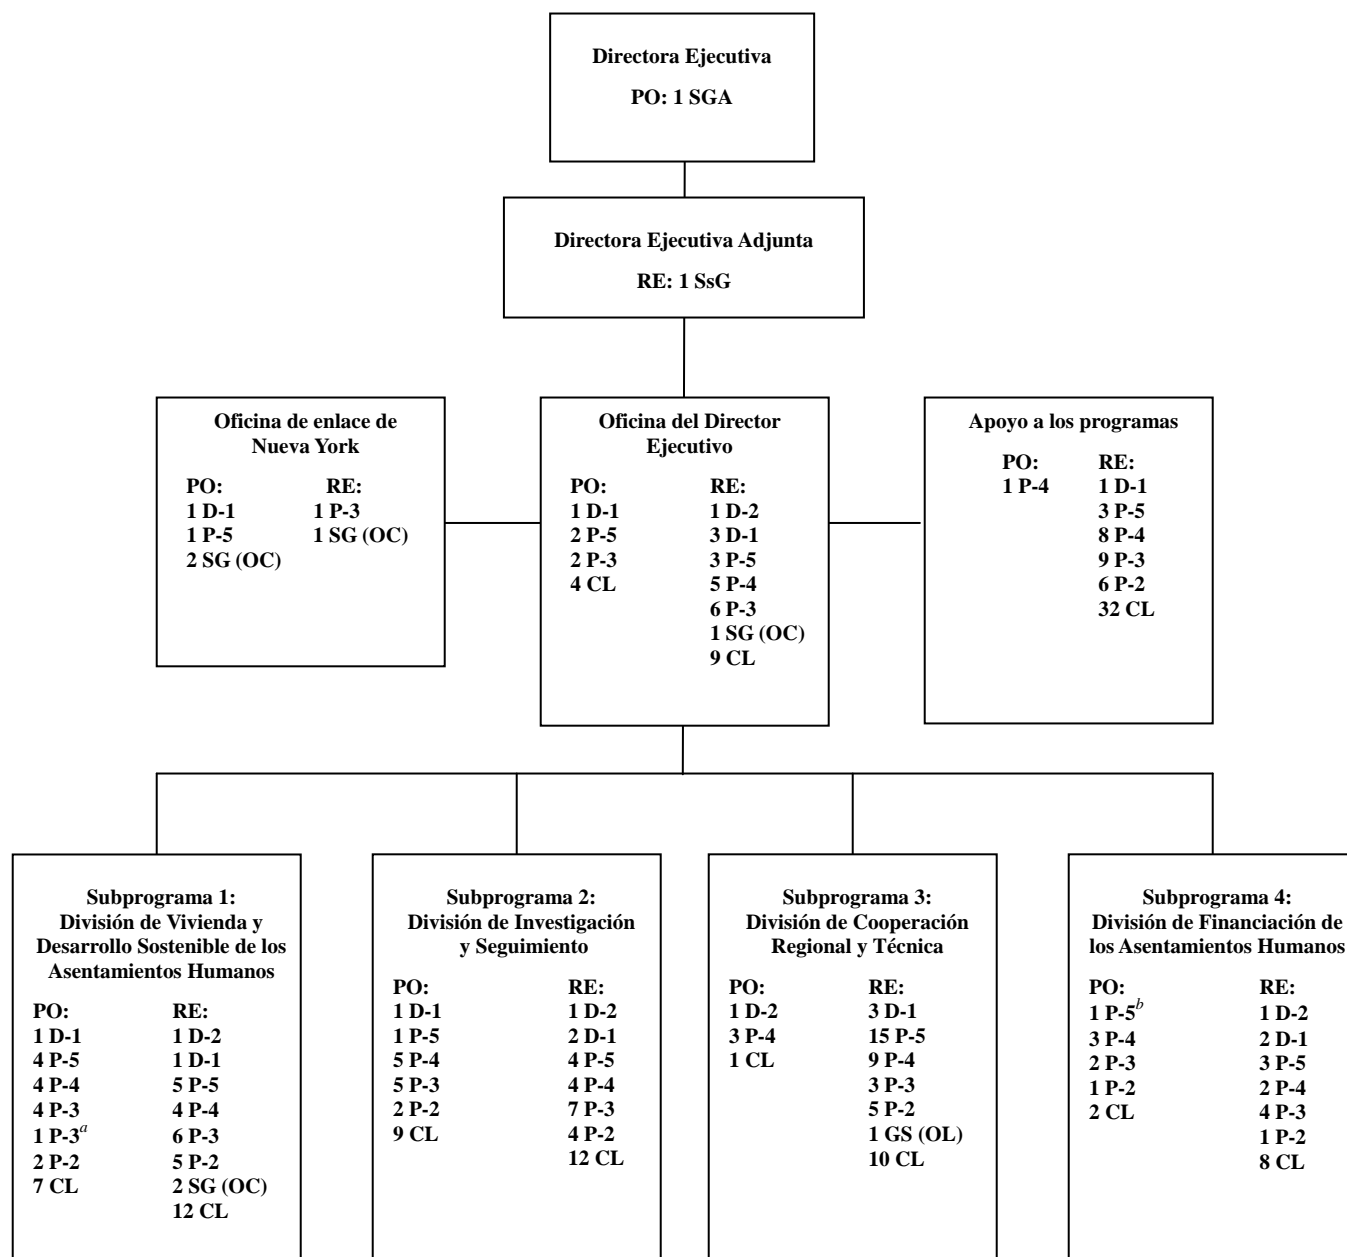 Directora Ejecutiva
PO: 1 SGA
Directora Ejecutiva Adjunta
RE: 1 SsG
Oficina de enlace de
Nueva York
PO:
1 D-1
1 P-5
2 SG (OC)
RE:
1 P-3
1 SG (OC)
Oficina del Director
Ejecutivo
PO:
1 D-1
2 P-5
2 P-3
4 CL
RE:
1 D-2
3 D-1
3 P-5
5 P-4
6 P-3
1 SG (OC)
9 CL
Apoyo a los programas
PO:
1 P-4
RE:
1 D-1
3 P-5
8 P-4
9 P-3
6 P-2
32 CL
Subprograma 1:
División de Vivienda y
Desarrollo Sostenible de los
Asentamientos Humanos
PO:
1 D-1
4 P-5
4 P-4
4 P-3
1 P-3a
2 P-2
7 CL
RE:
1 D-2
1 D-1
5 P-5
4 P-4
6 P-3
5 P-2
2 SG (OC)
12 CL
Subprograma 2:
División de Investigación
y Seguimiento
PO:
1 D-1
1 P-5
5 P-4
5 P-3
2 P-2
9 CL
RE:
1 D-2
2 D-1
4 P-5
4 P-4
7 P-3
4 P-2
12 CL
Subprograma 3:
División de Cooperación
Regional y Técnica
PO:
1 D-2
3 P-4
1 CL
RE:
3 D-1
15 P-5
9 P-4
3 P-3
5 P-2
1 GS (OL)
10 CL
Subprograma 4:
División de Financiación de
los Asentamientos Humanos
PO:
1 P-5b
3 P-4
2 P-3
1 P-2
2 CL
RE:
1 D-2
2 D-1
3 P-5
2 P-4
4 P-3
1 P-2
8 CL